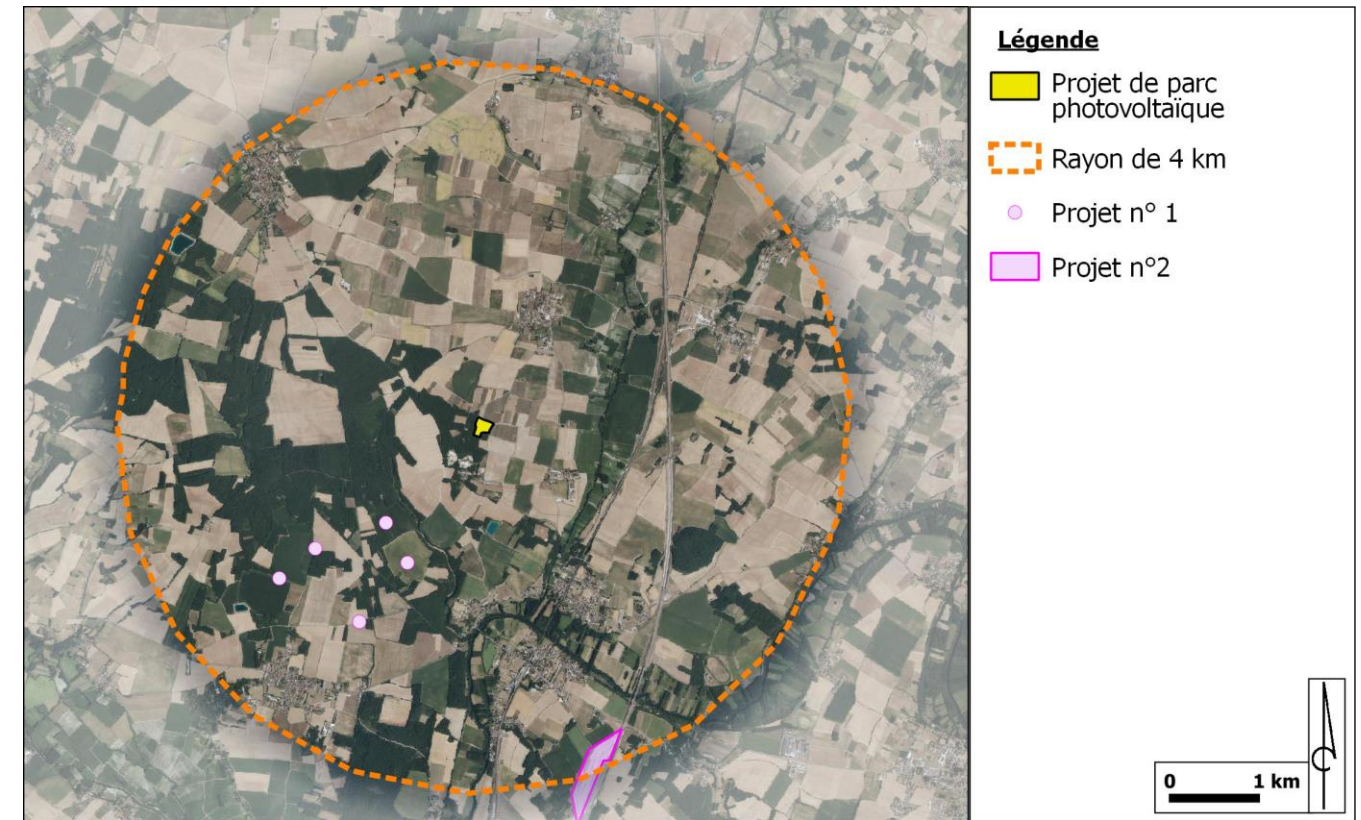 Légende
Projet de parc
photovoltaïque
Rayon de 4 km
Projet n° 1
Projet n°2
0 1 km